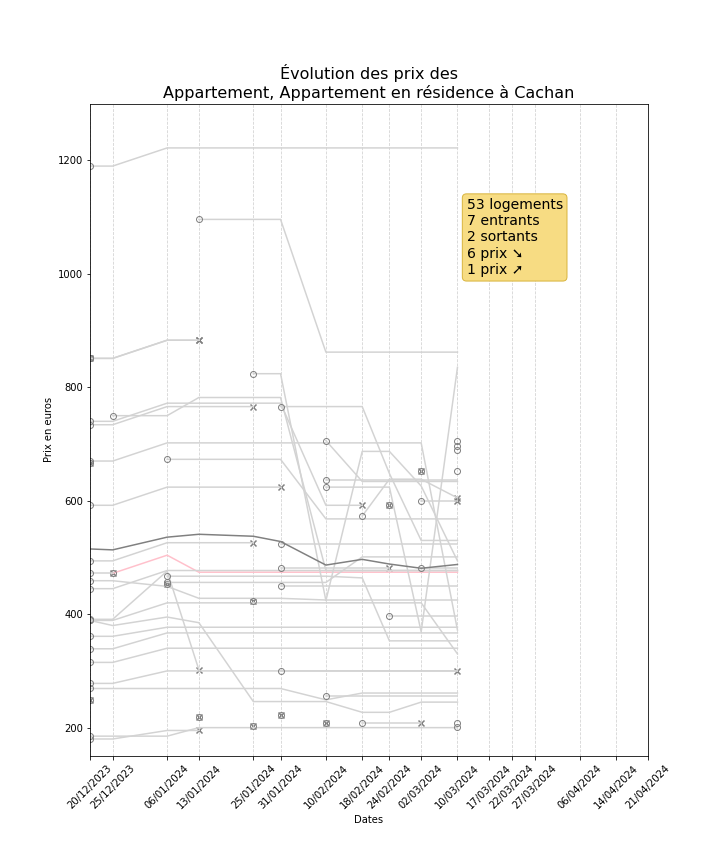 Évolution des prix des
Appartement, Appartement en résidence à Cachan
1200
1000
800
600
400
200
Prix en euros
53 logements
7 entrants
2 sortants
6 prix ➘
1 prix ➚
20/12/2023
25/12/2023
06/01/2024
13/01/2024
25/01/2024
31/01/2024
10/02/2024
18/02/2024
24/02/2024
02/03/2024
10/03/2024
17/03/2024
22/03/2024
27/03/2024
06/04/2024
14/04/2024
21/04/2024
Dates